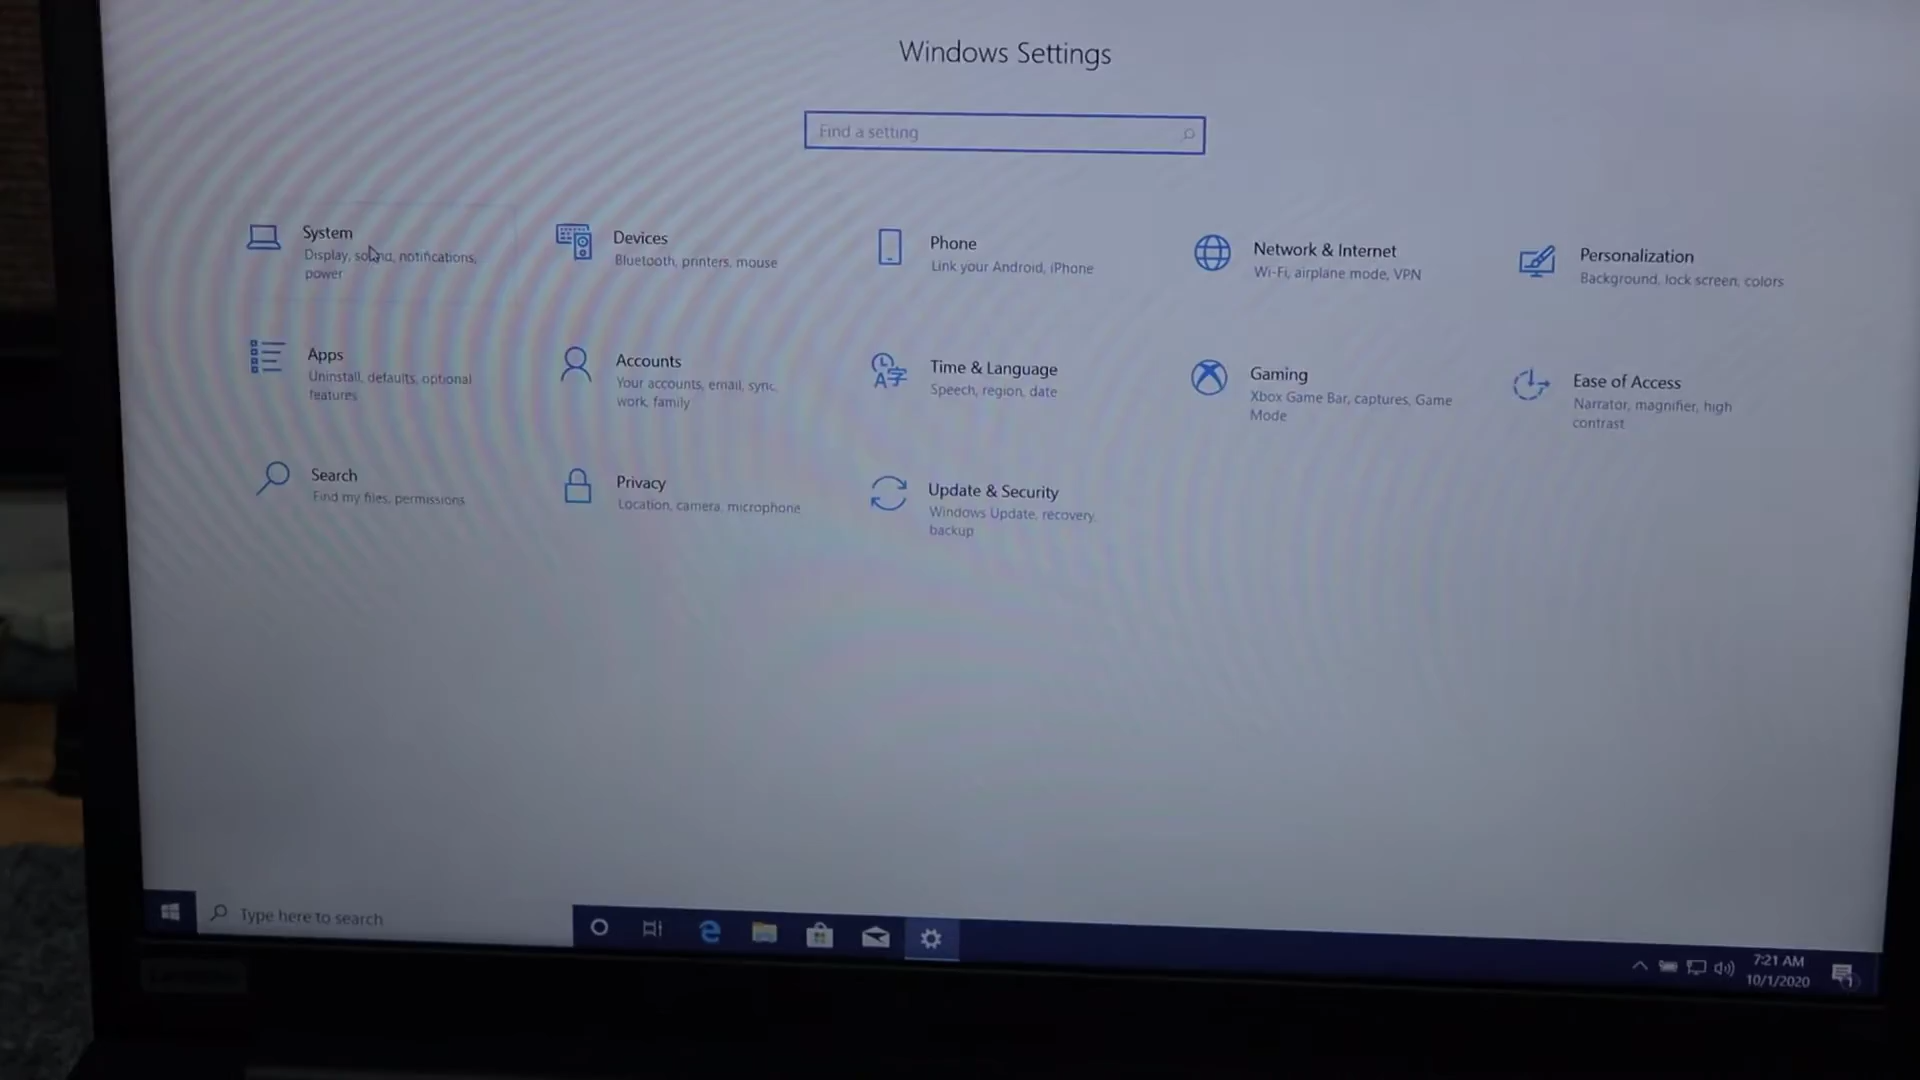 Windows Settings
Find a setting
System
Display, sound, notifications,
power
Devices
Bluetooth, printers, mouse
Phone
Link your Android, iPhone
Network & Internet
Wi-Fi, airplane mode, VPN
Personalization
Background, lock screen, colors
Apps
Uninstall, defaults, optional
features
Accounts
Your accounts, email, sync,
work, family
Time & Language
Speech, region, date
Gaming
Xbox Game Bar, captures, Game
Mode
Ease of Access
Narrator, magnifier, high
contrast
Search
Find my files, permissions
Privacy
Location, camera, microphone
Update & Security
Windows Update, recovery,
backup
Type here to search
7:21 AM
10/1/2020
1